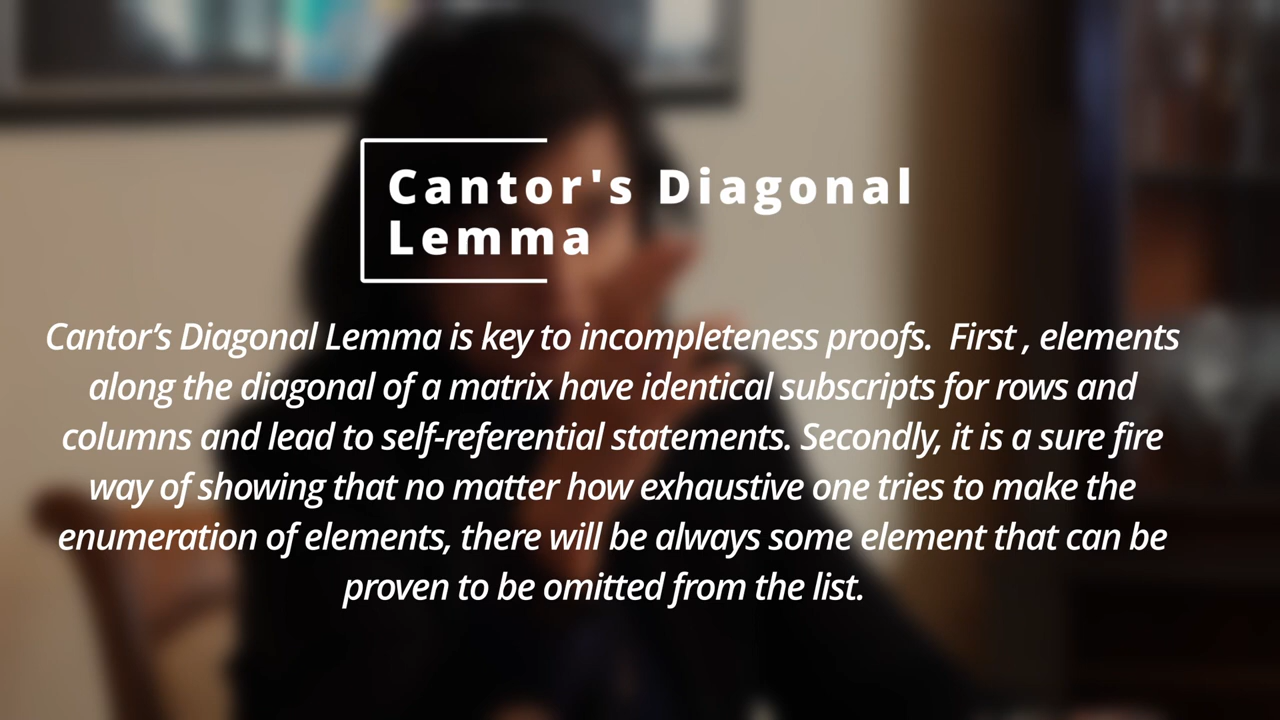 Cantor's Diagonal
Lemma
Cantor’s Diagonal Lemma is key to incompleteness proofs.  First , elements
along the diagonal of a matrix have identical subscripts for rows and
columns and lead to self-referential statements. Secondly, it is a sure fire
way of showing that no matter how exhaustive one tries to make the
enumeration of elements, there will be always some element that can be
proven to be omitted from the list.